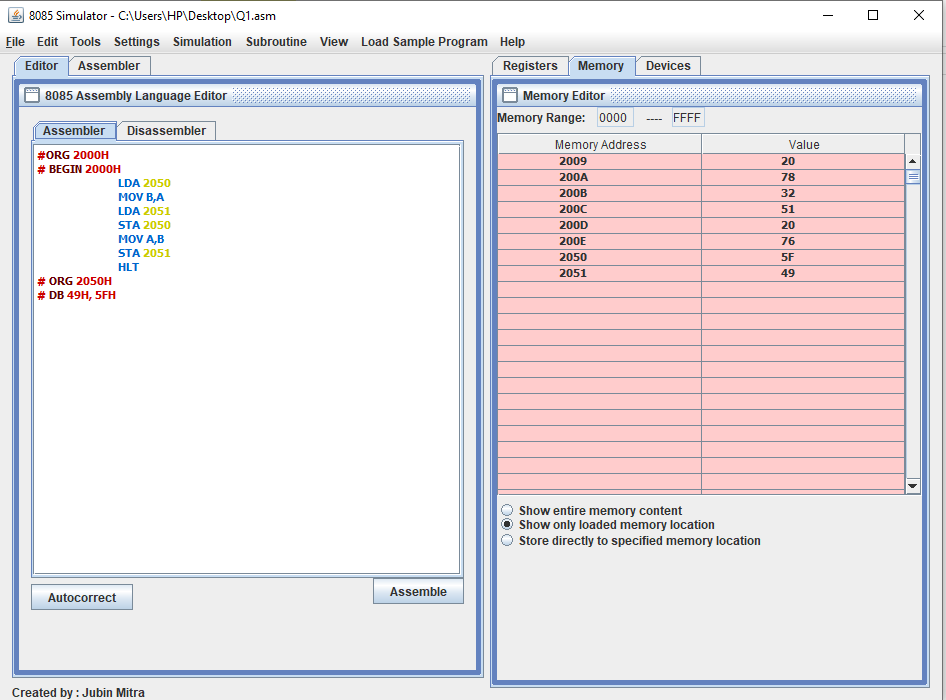 8085 Simulator - C:\Users\HP\Desktop\Q1.asm
File Edit Tools Settings Simulation Subroutine View Load Sample Program Help
Editor Assembler
8085 Assembly Language Editor
Assembler Disassembler
#ORG 2000H
# BEGIN 2000H
LDA 2050
MOV B,A
LDA 2051
STA 2050
MOV A,B
STA 2051
HLT
# ORG 2050H
# DB 49H, 5FH
Autocorrect Assemble
Registers Memory Devices
Memory Editor
Memory Range: 0000 ---- FFFF
Memory Address Value
2009 20
200A 78
200B 32
200C 51
200D 20
200E 76
2050 5F
2051 49
Show entire memory content
Show only loaded memory location
Store directly to specified memory location
Created by : Jubin Mitra